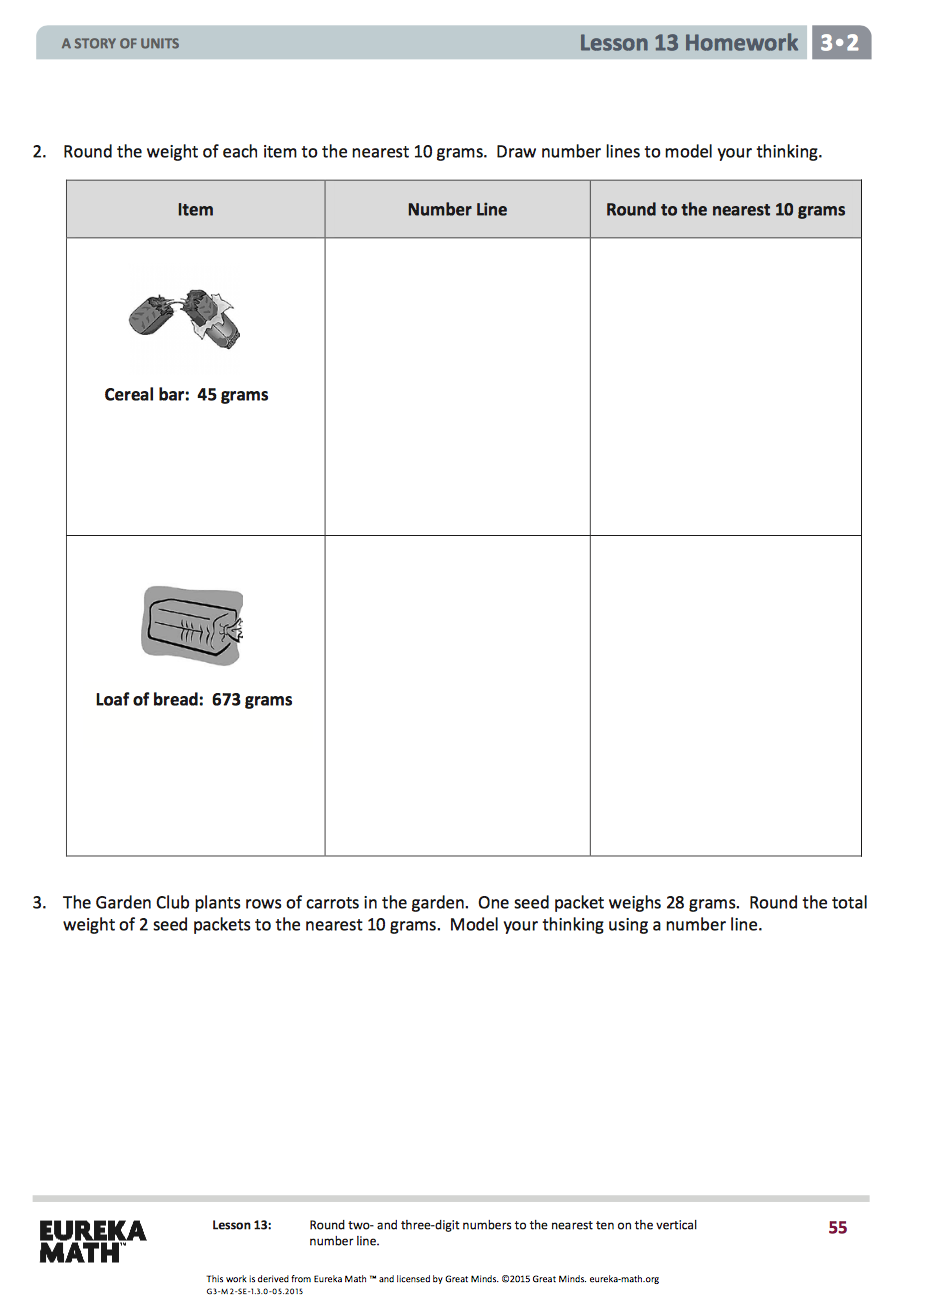 A STORY OF UNITS
Lesson 13 Homework 3•2
2. Round the weight of each item to the nearest 10 grams. Draw number lines to model your thinking.
Item Number Line Round to the nearest 10 grams
Cereal bar: 45 grams
Loaf of bread: 673 grams
3. The Garden Club plants rows of carrots in the garden. One seed packet weighs 28 grams. Round the total
weight of 2 seed packets to the nearest 10 grams. Model your thinking using a number line.
EUREKA
MATH™
Lesson 13: Round two- and three-digit numbers to the nearest ten on the vertical
number line.
55
This work is derived from Eureka Math ™ and licensed by Great Minds. ©2015 Great Minds. eureka-math.org
G3-M2-SE-1.3.0-05.2015